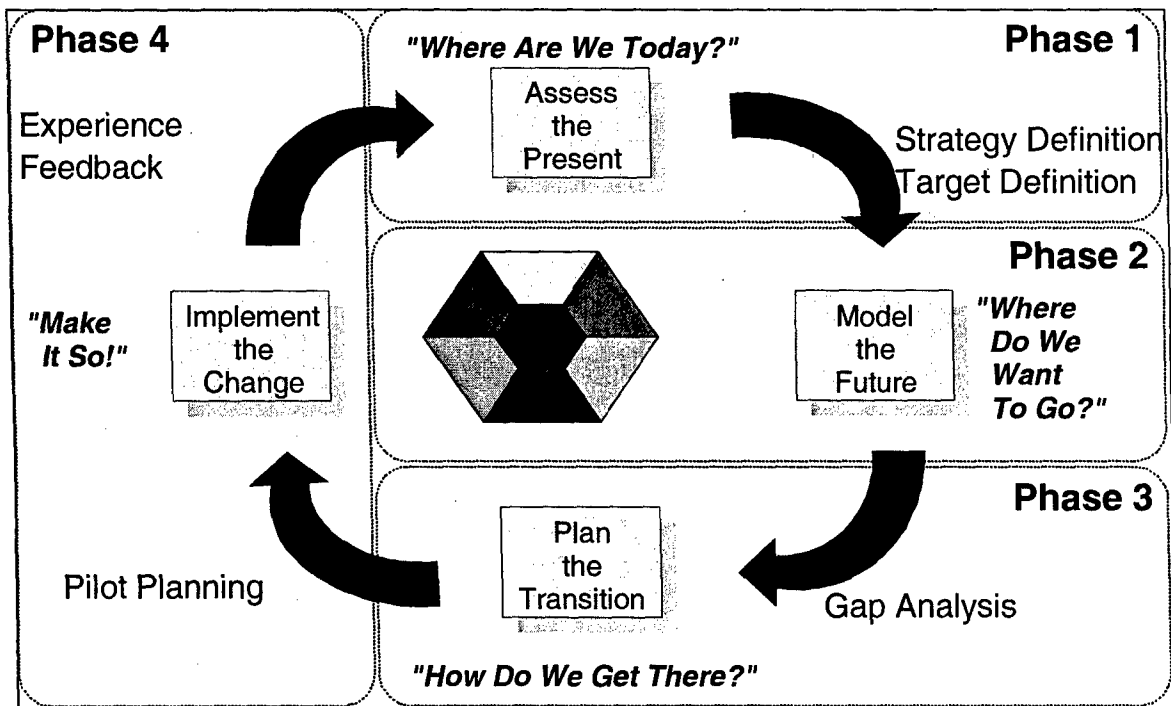 Phase 4
Experience
Feedback
"Make
It So!"
Implement
the
Change
Pilot Planning
"Where Are We Today?"
Phase 1
Assess
the
Present
Strategy Definition
Target Definition
Phase 2
Model
the
Future
"Where
Do We
Want
To Go?"
Phase 3
Plan
the
Transition
Gap Analysis
"How Do We Get There?"